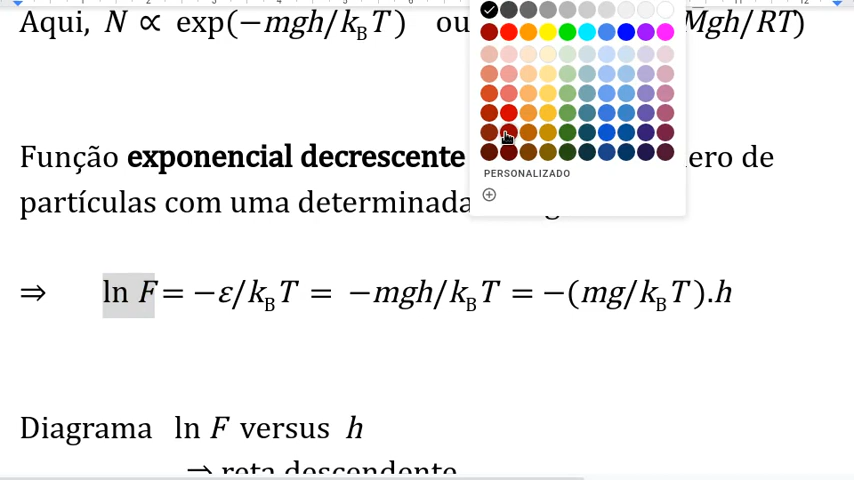 Aqui, N ∝ exp(−mgh/k_B T) ou Mgh/RT)
PERSONALIZADO
Função exponencial decrescente ero de
partículas com uma determinada
⇒ ln F = −ε/k_B T = −mgh/k_B T = −(mg/k_B T).h
Diagrama ln F versus h
⇒ reta descendente